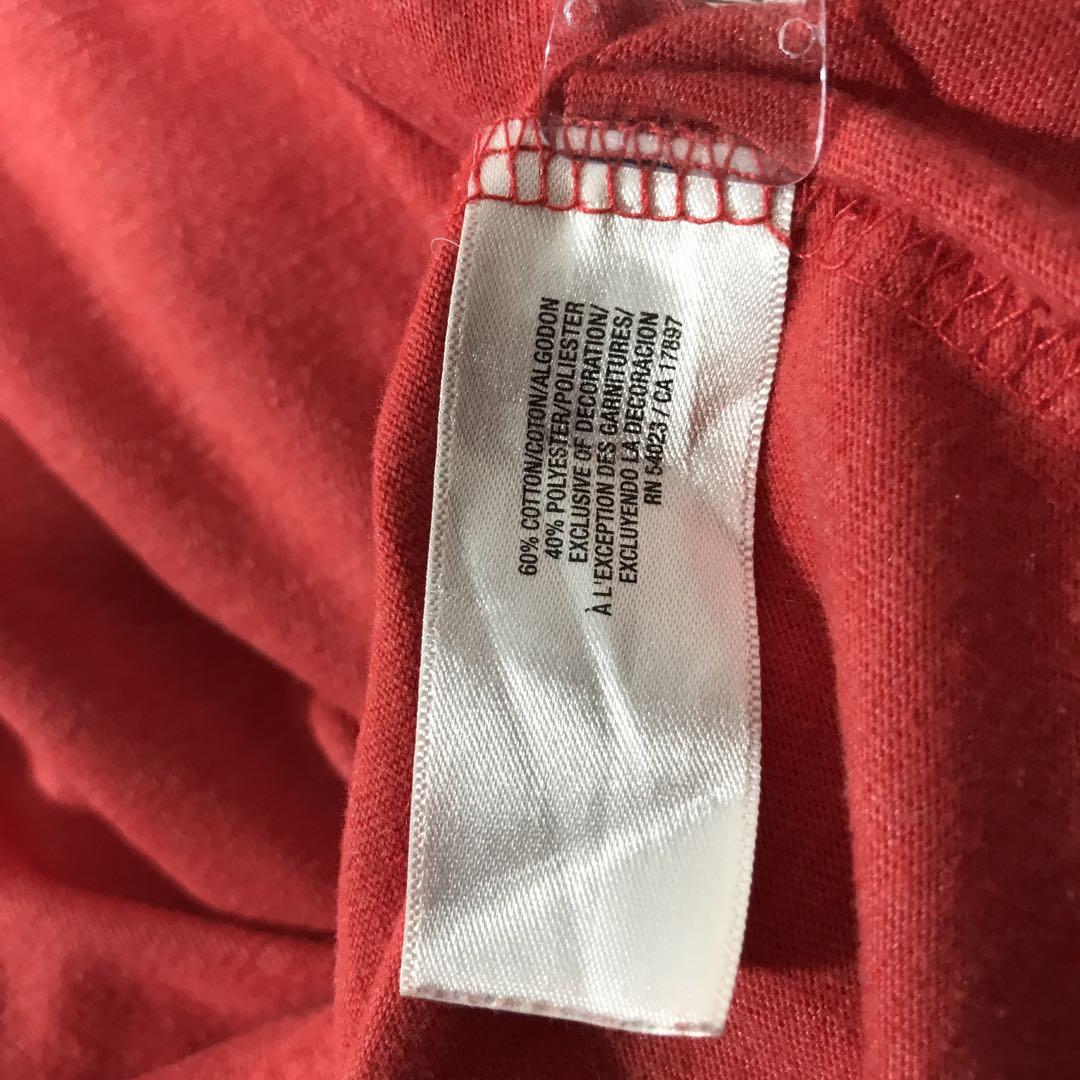 60% COTTON/COTON/ALGODON
40% POLYESTER/POLIESTER
EXCLUSIVE OF DECORATION/
À L'EXCEPTION DES GARNITURES/
EXCLUYENDO LA DECORACION
RN 54023 / CA 17897